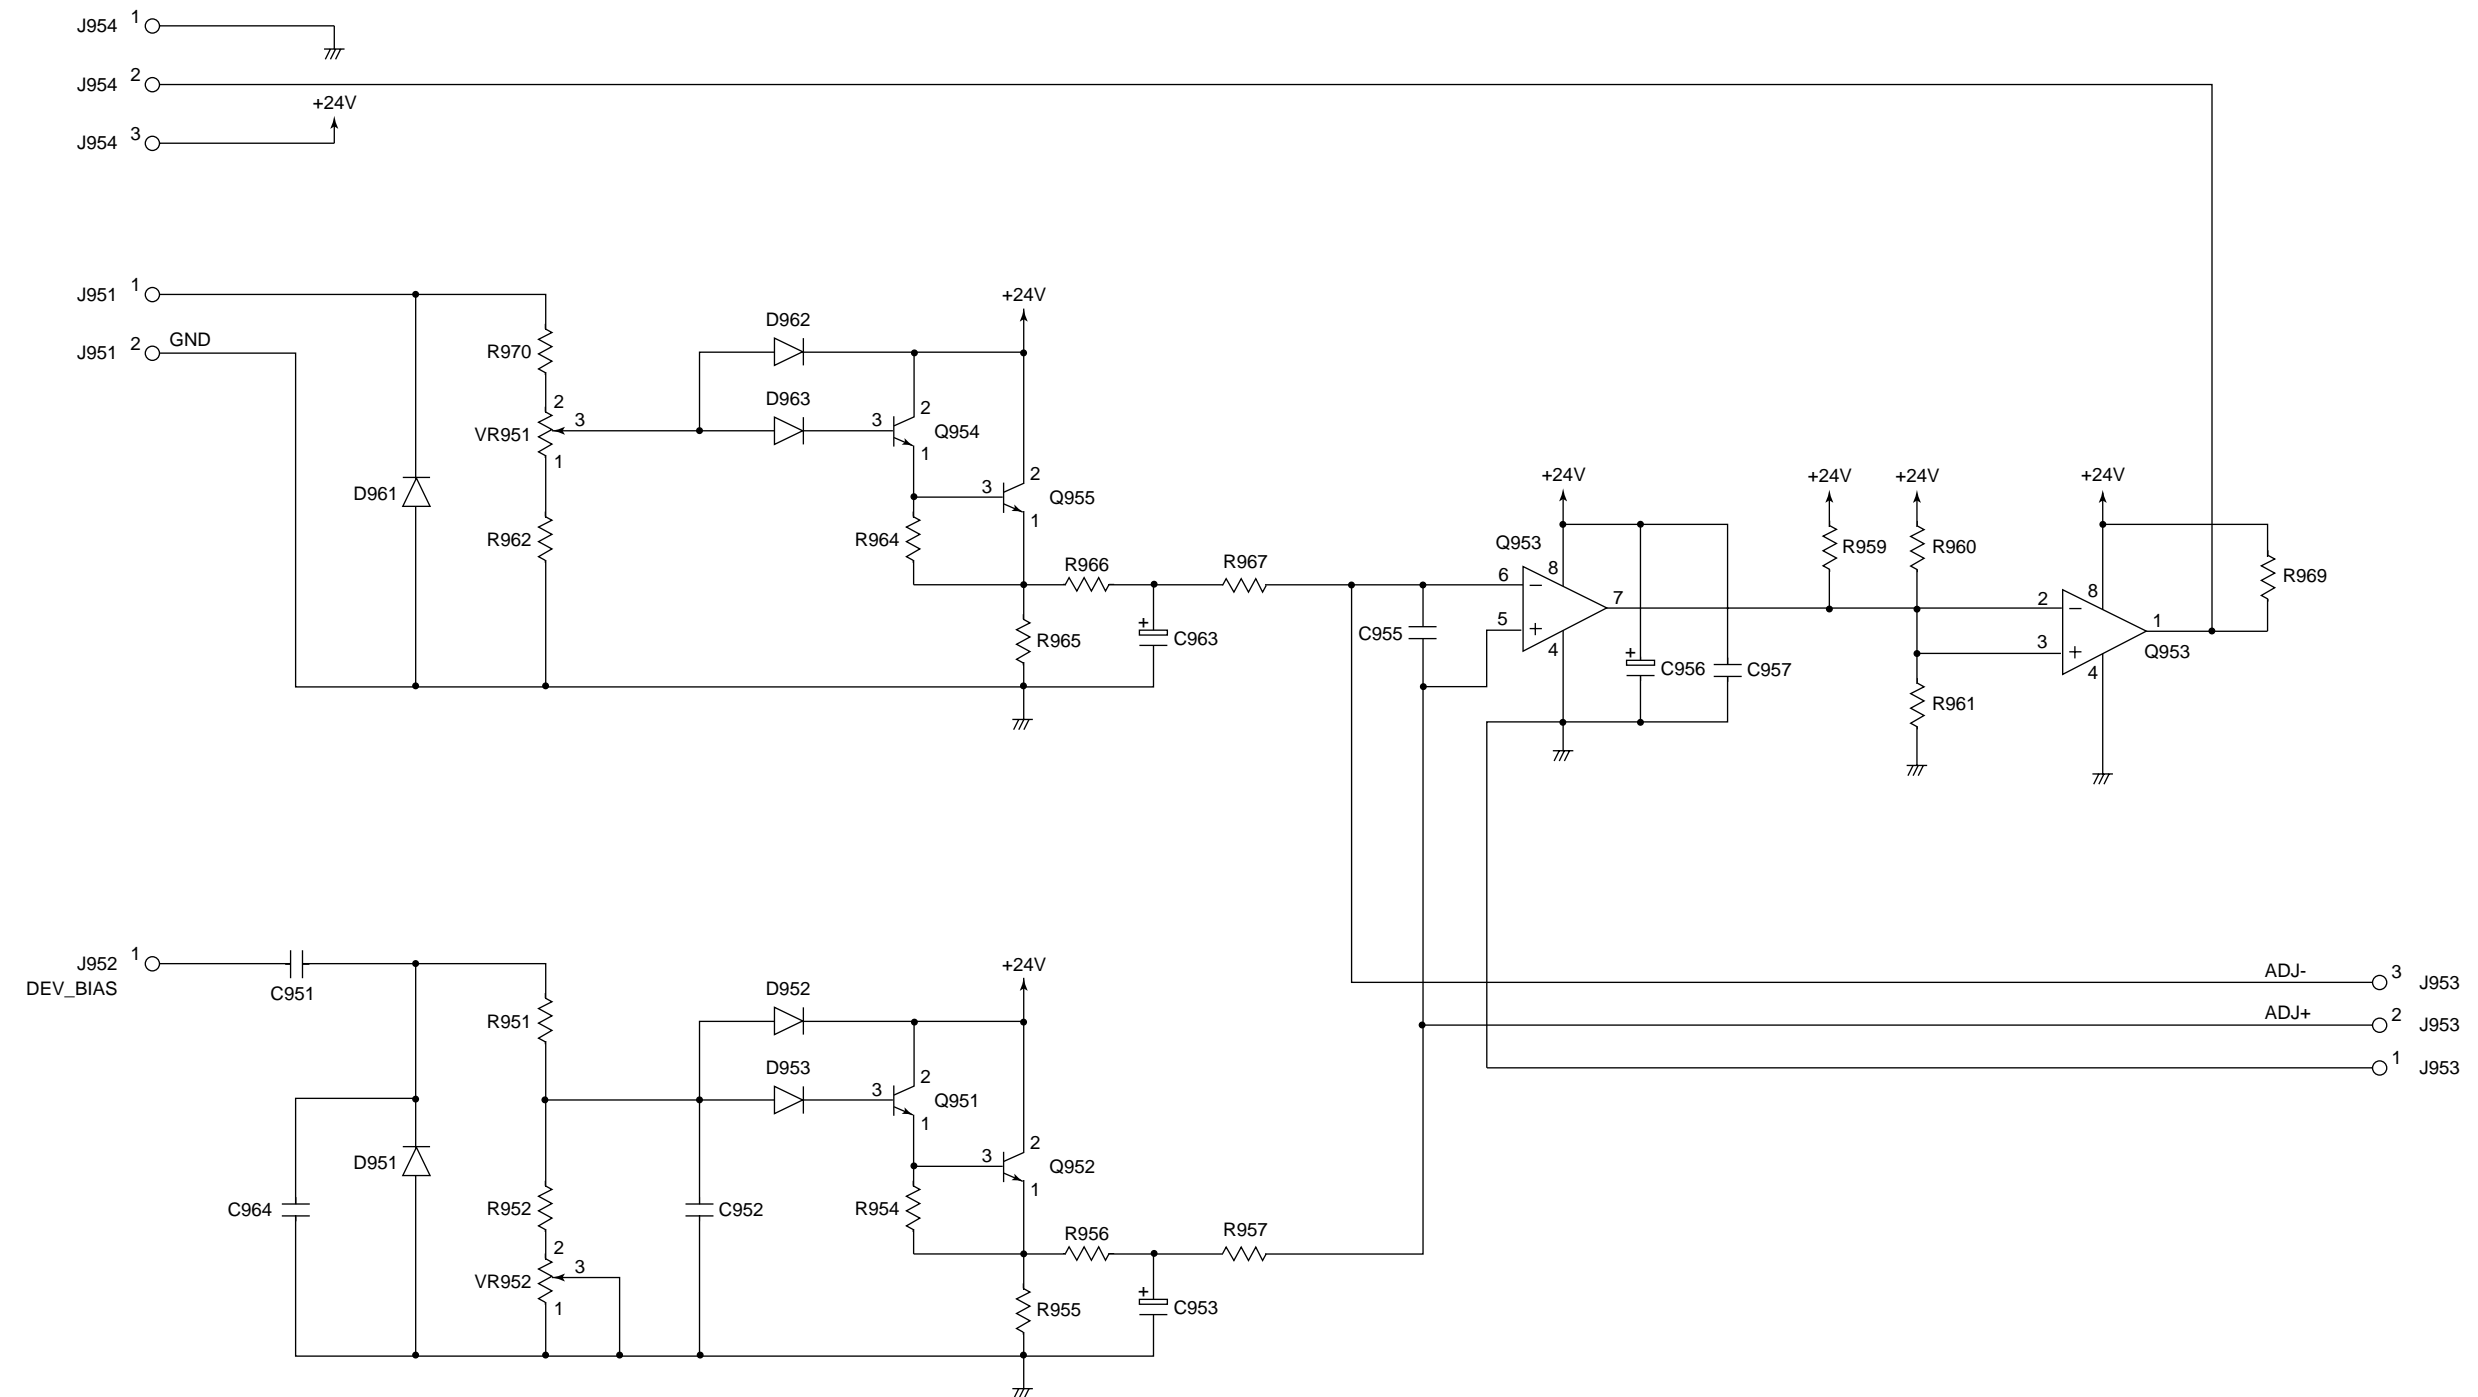 J954 1
J954 2
+24V
J954 3
J951 1
+24V
D962
J951 2 GND
R970
D963
2
3
VR951
1
3
2
Q954
1
2
3
Q955
1
D961
R962
R964
R966
R967
R965
+
C963
+24V
Q953
8
6
−
7
5
+
4
C955
+
C956
C957
+24V
+24V
R959
R960
R961
+24V
2
−
8
3
+
1
Q953
4
R969
J952 1
DEV_BIAS
C951
+24V
D952
R951
D953
3
2
Q951
1
2
3
Q952
1
D951
C964
R952
C952
R954
R956
R957
2
3
VR952
1
R955
+
C953
ADJ- 3 J953
ADJ+ 2 J953
1 J953